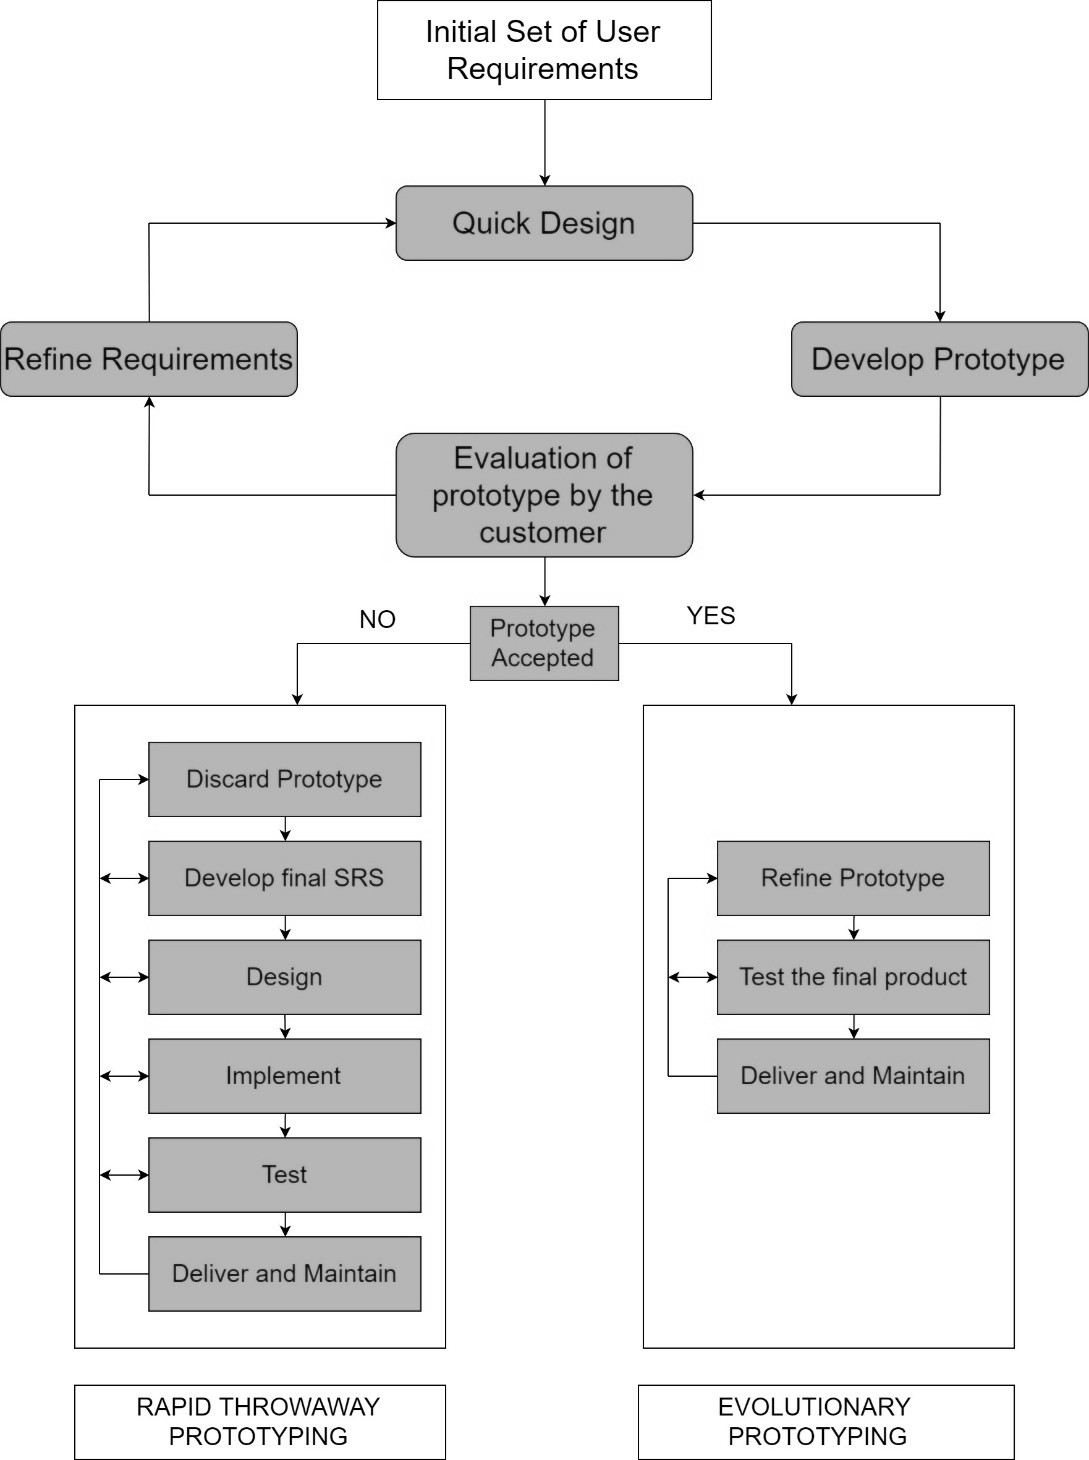 Initial Set of User
Requirements
Quick Design
Refine Requirements
Develop Prototype
Evaluation of
prototype by the
customer
NO
YES
Prototype
Accepted
Discard Prototype
Develop final SRS
Design
Implement
Test
Deliver and Maintain
Refine Prototype
Test the final product
Deliver and Maintain
RAPID THROWAWAY
PROTOTYPING
EVOLUTIONARY
PROTOTYPING